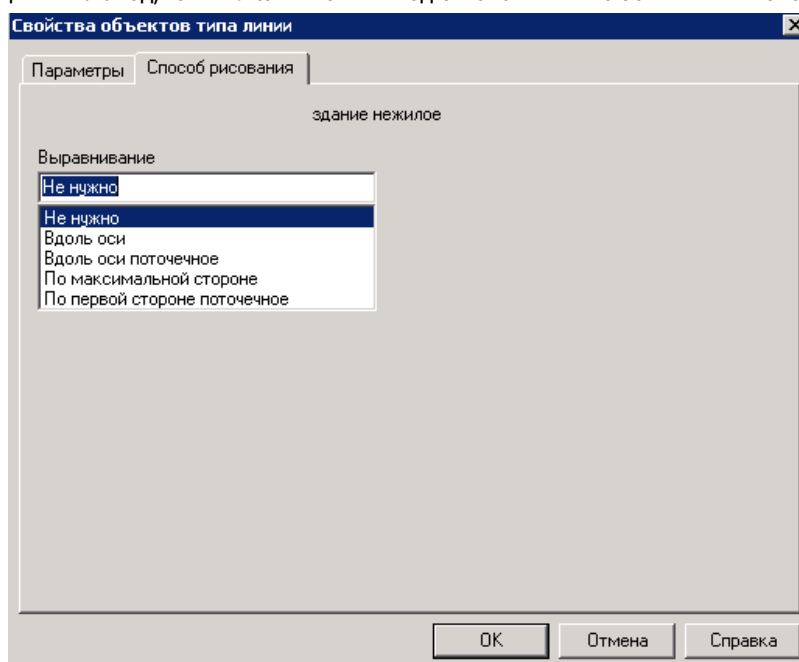 Свойства объектов типа линии
Параметры Способ рисования
здание нежилое
Выравнивание
Не нужно
Не нужно
Вдоль оси
Вдоль оси поточечное
По максимальной стороне
По первой стороне поточечное
OK Отмена Справка